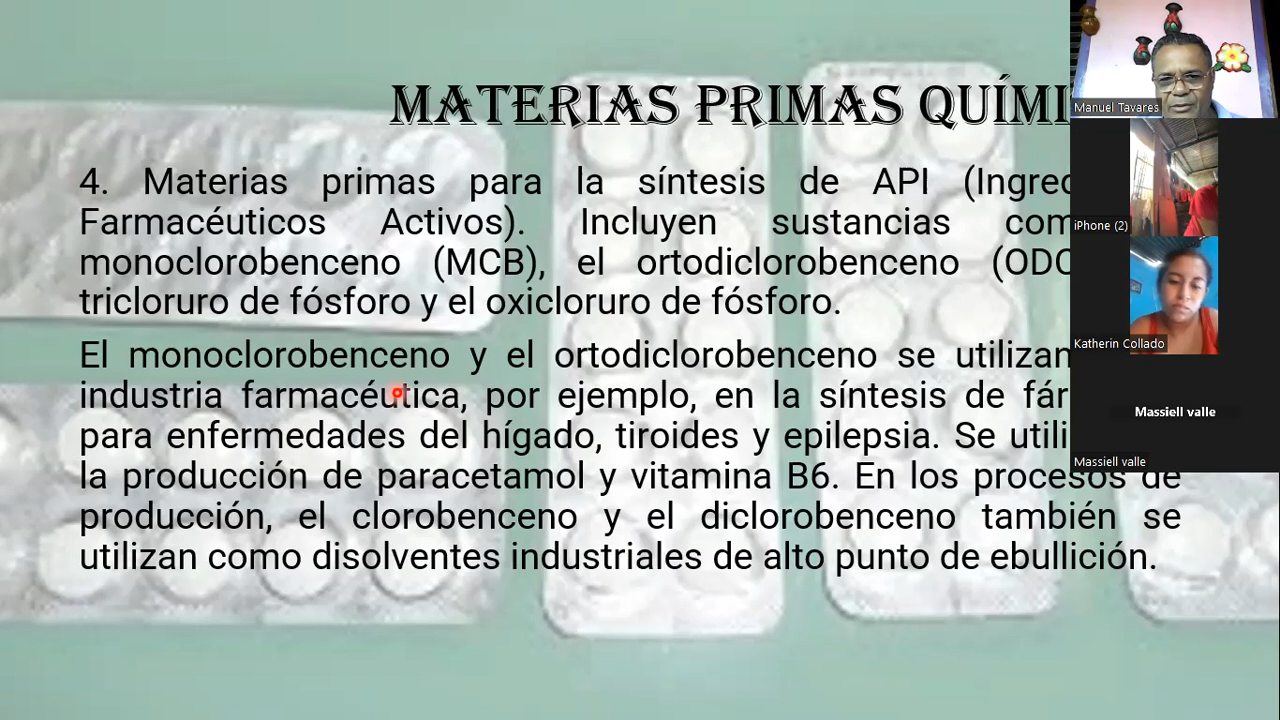 MATERIAS PRIMAS QUÍMI
4. Materias primas para la síntesis de API (Ingred
Farmacéuticos Activos). Incluyen sustancias com
monoclorobenceno (MCB), el ortodiclorobenceno (ODC
tricloruro de fósforo y el oxicloruro de fósforo.
El monoclorobenceno y el ortodiclorobenceno se utilizan
industria farmacéutica, por ejemplo, en la síntesis de fár
para enfermedades del hígado, tiroides y epilepsia. Se utili
la producción de paracetamol y vitamina B6. En los procesos de
producción, el clorobenceno y el diclorobenceno también se
utilizan como disolventes industriales de alto punto de ebullición.
Manuel Tavares
iPhone (2)
Katherin Collado
Massiell valle
Massiell valle